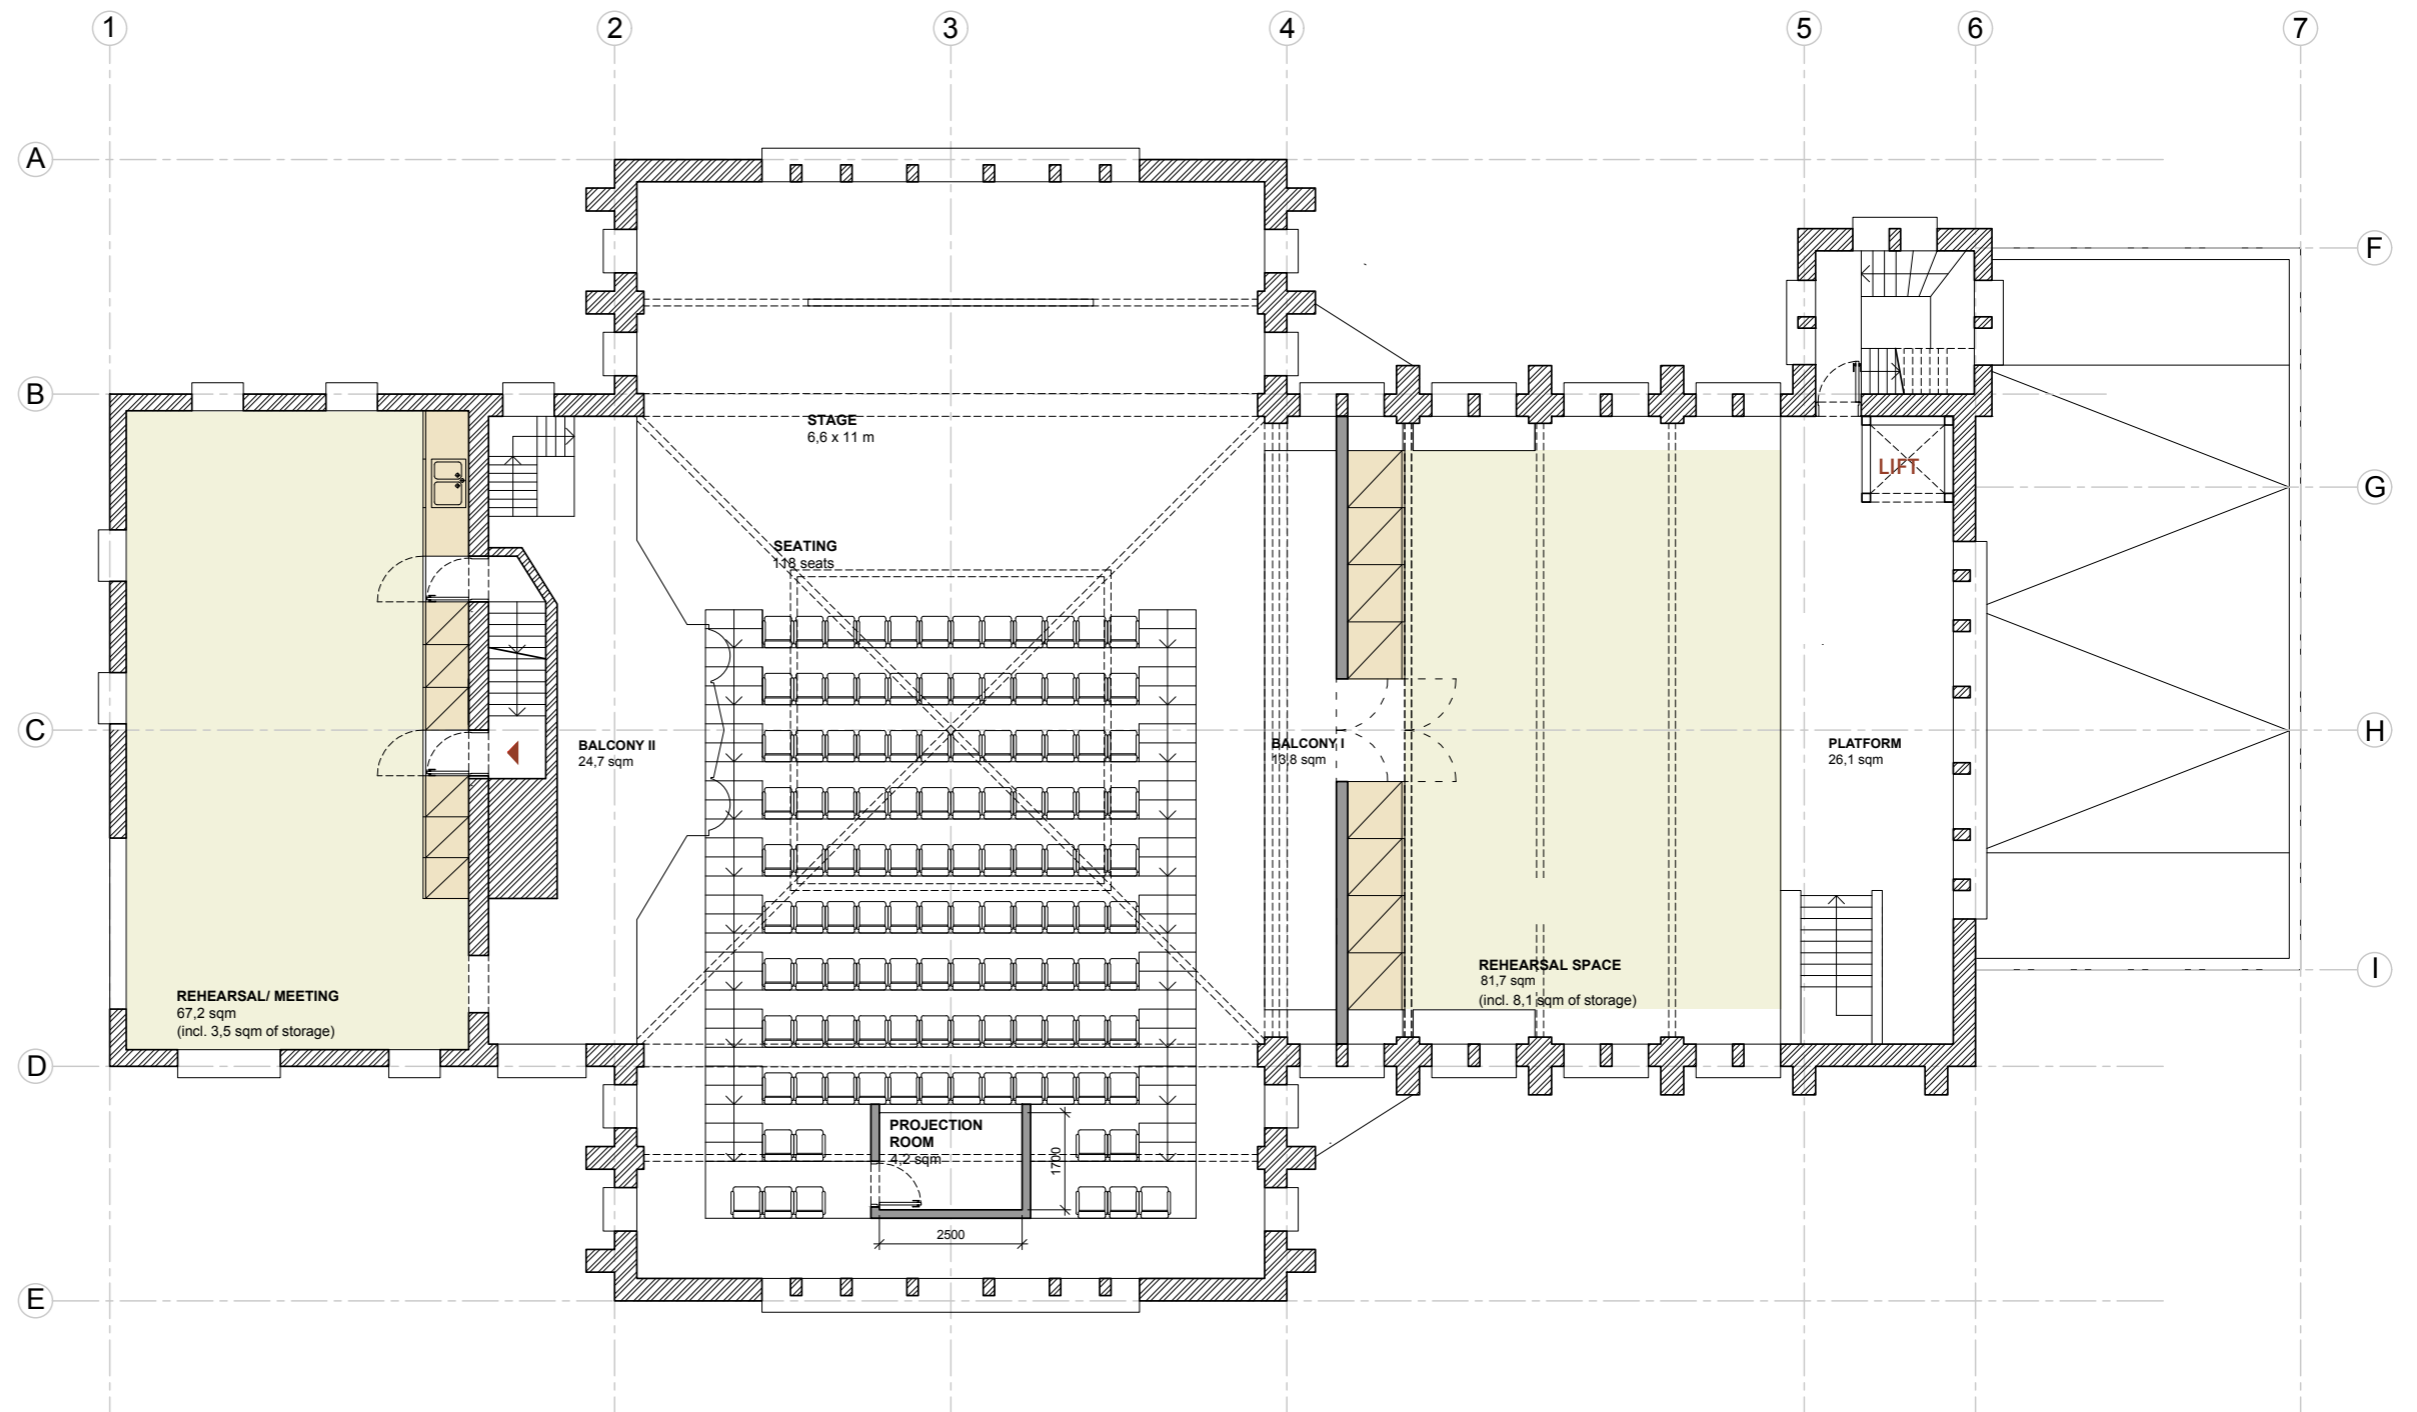 1 2 3 4 5 6 7
A
F
B
STAGE
6,6 x 11 m
LIFT
G
SEATING
118 seats
C
BALCONY II
24,7 sqm
BALCONY I
13,8 sqm
PLATFORM
26,1 sqm
H
REHEARSAL/ MEETING
67,2 sqm
(incl. 3,5 sqm of storage)
REHEARSAL SPACE
81,7 sqm
(incl. 8,1 sqm of storage)
I
D
PROJECTION
ROOM
4,2 sqm
1700
2500
E